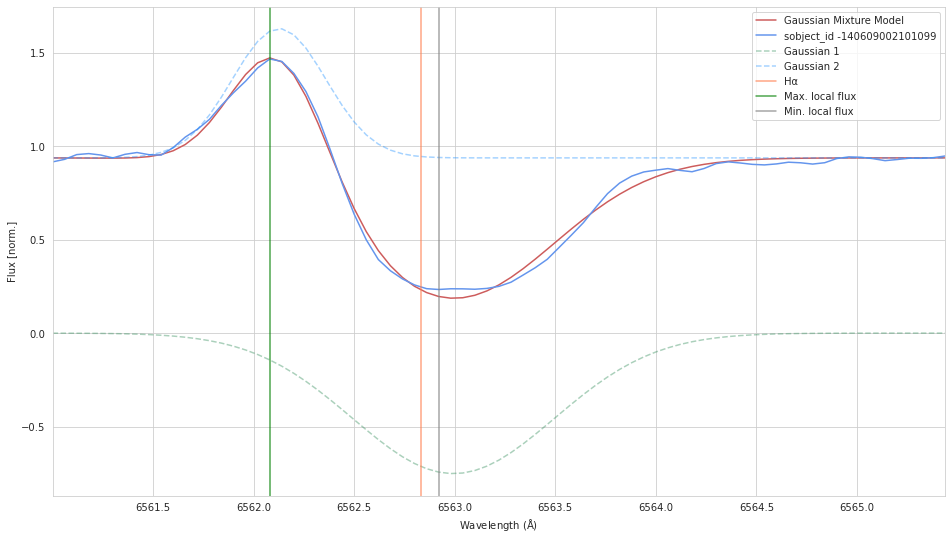 Gaussian Mixture Model
sobject_id -140609002101099
Gaussian 1
Gaussian 2
Hα
Max. local flux
Min. local flux
Flux [norm.]
1.5
1.0
0.5
0.0
−0.5
6561.5 6562.0 6562.5 6563.0 6563.5 6564.0 6564.5 6565.0
Wavelength (Å)